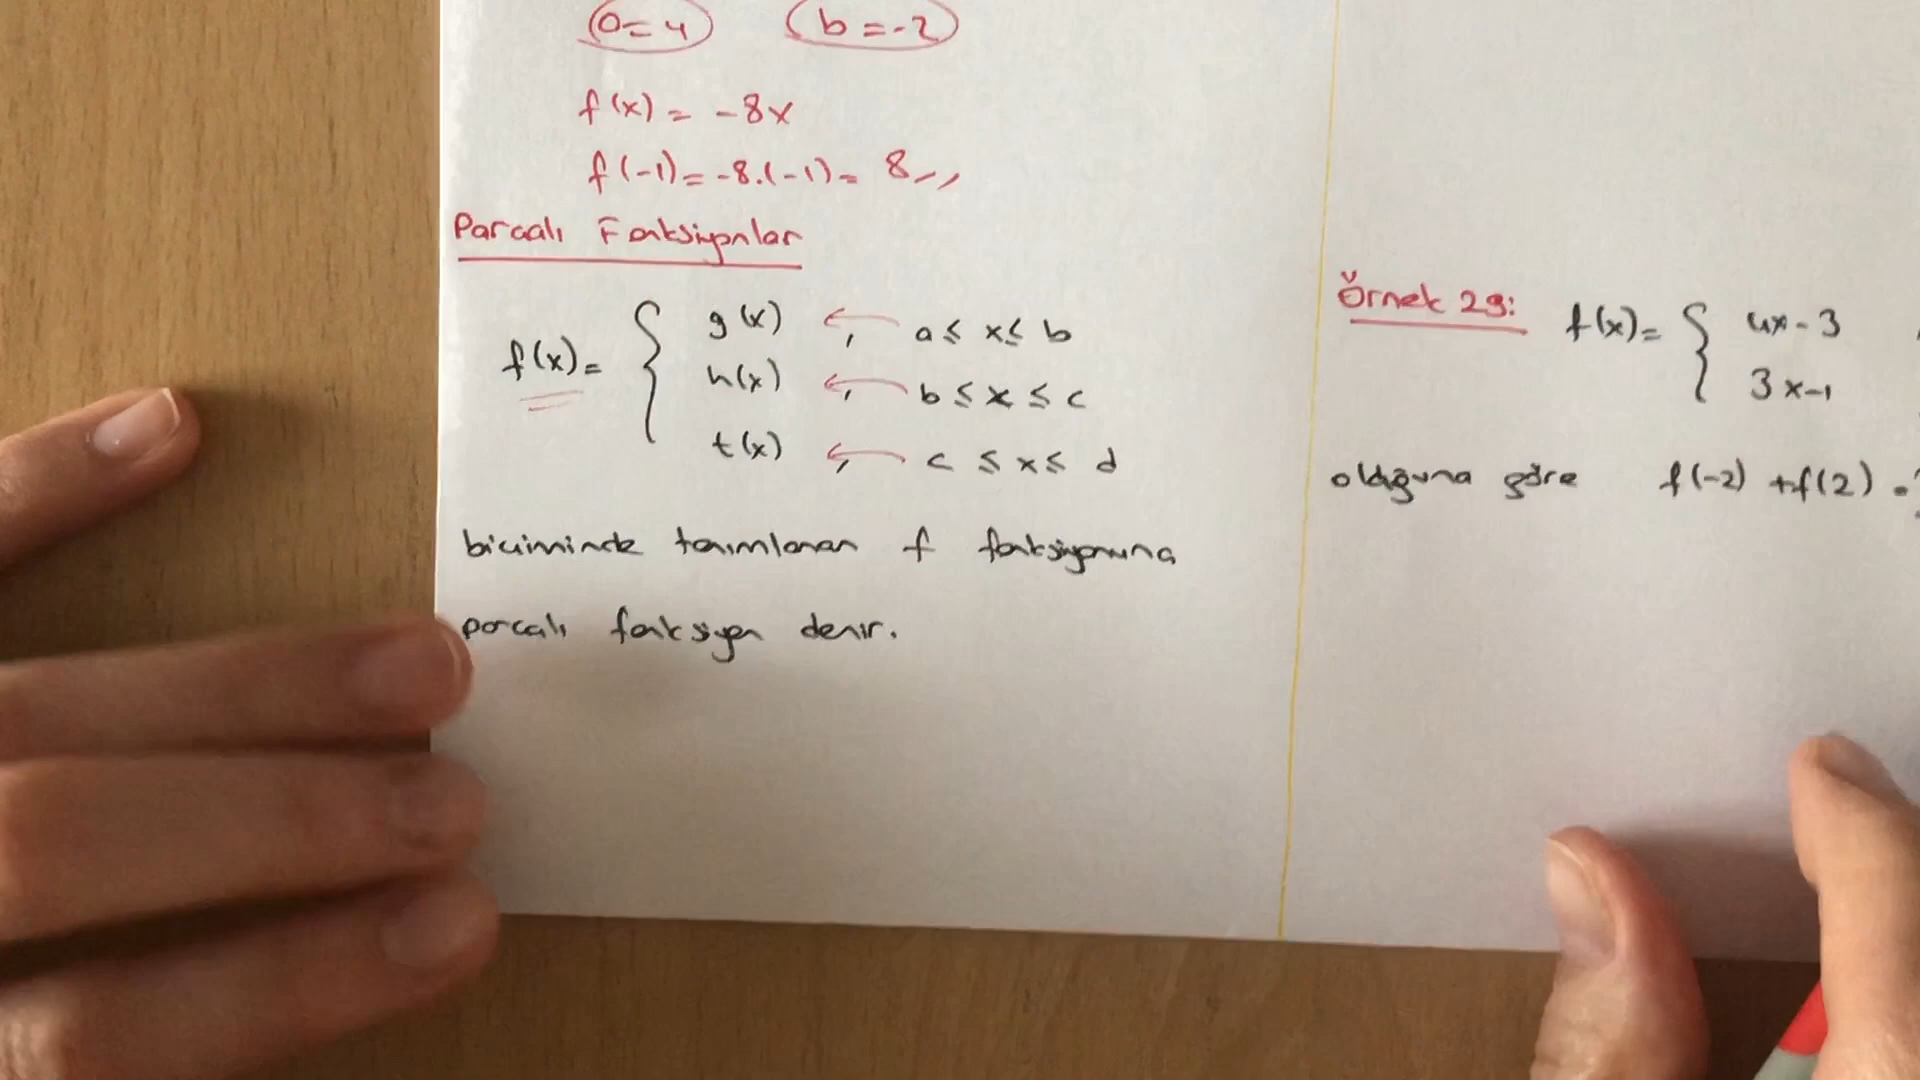 a=4 b=-2
f(x) = -8x
f(-1) = -8.(-1) = 8
Parçalı Fonksiyonlar
f(x) = { g(x) , a ≤ x ≤ b
h(x) , b ≤ x ≤ c
t(x) , c ≤ x ≤ d
biçiminde tanımlanan f fonksiyonuna
parçalı fonksiyon denir.
Örnek 29: f(x) = { 4x-3
3x-1
olduğuna göre f(-2) + f(2) = ?